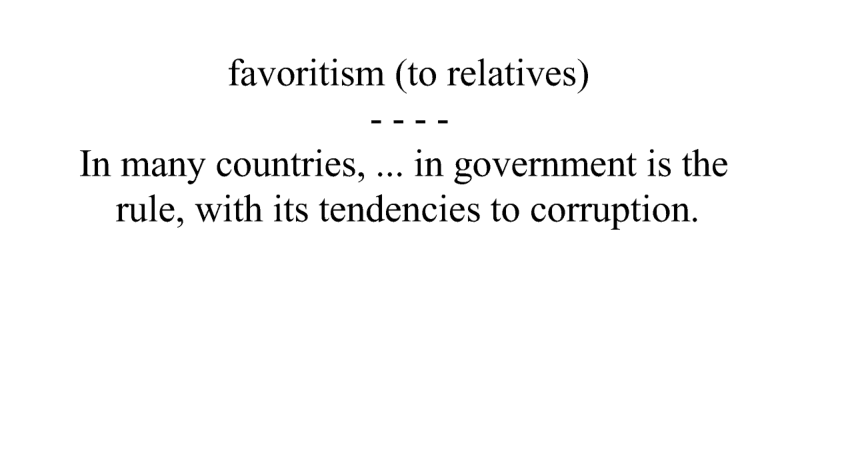 favoritism (to relatives)
- - - -
In many countries, ... in government is the
rule, with its tendencies to corruption.